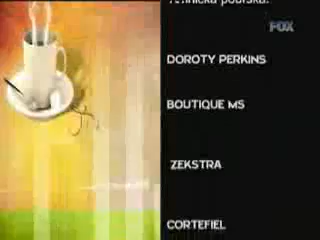 FOX
DOROTY PERKINS
BOUTIQUE MS
ZEKSTRA
CORTEFIEL